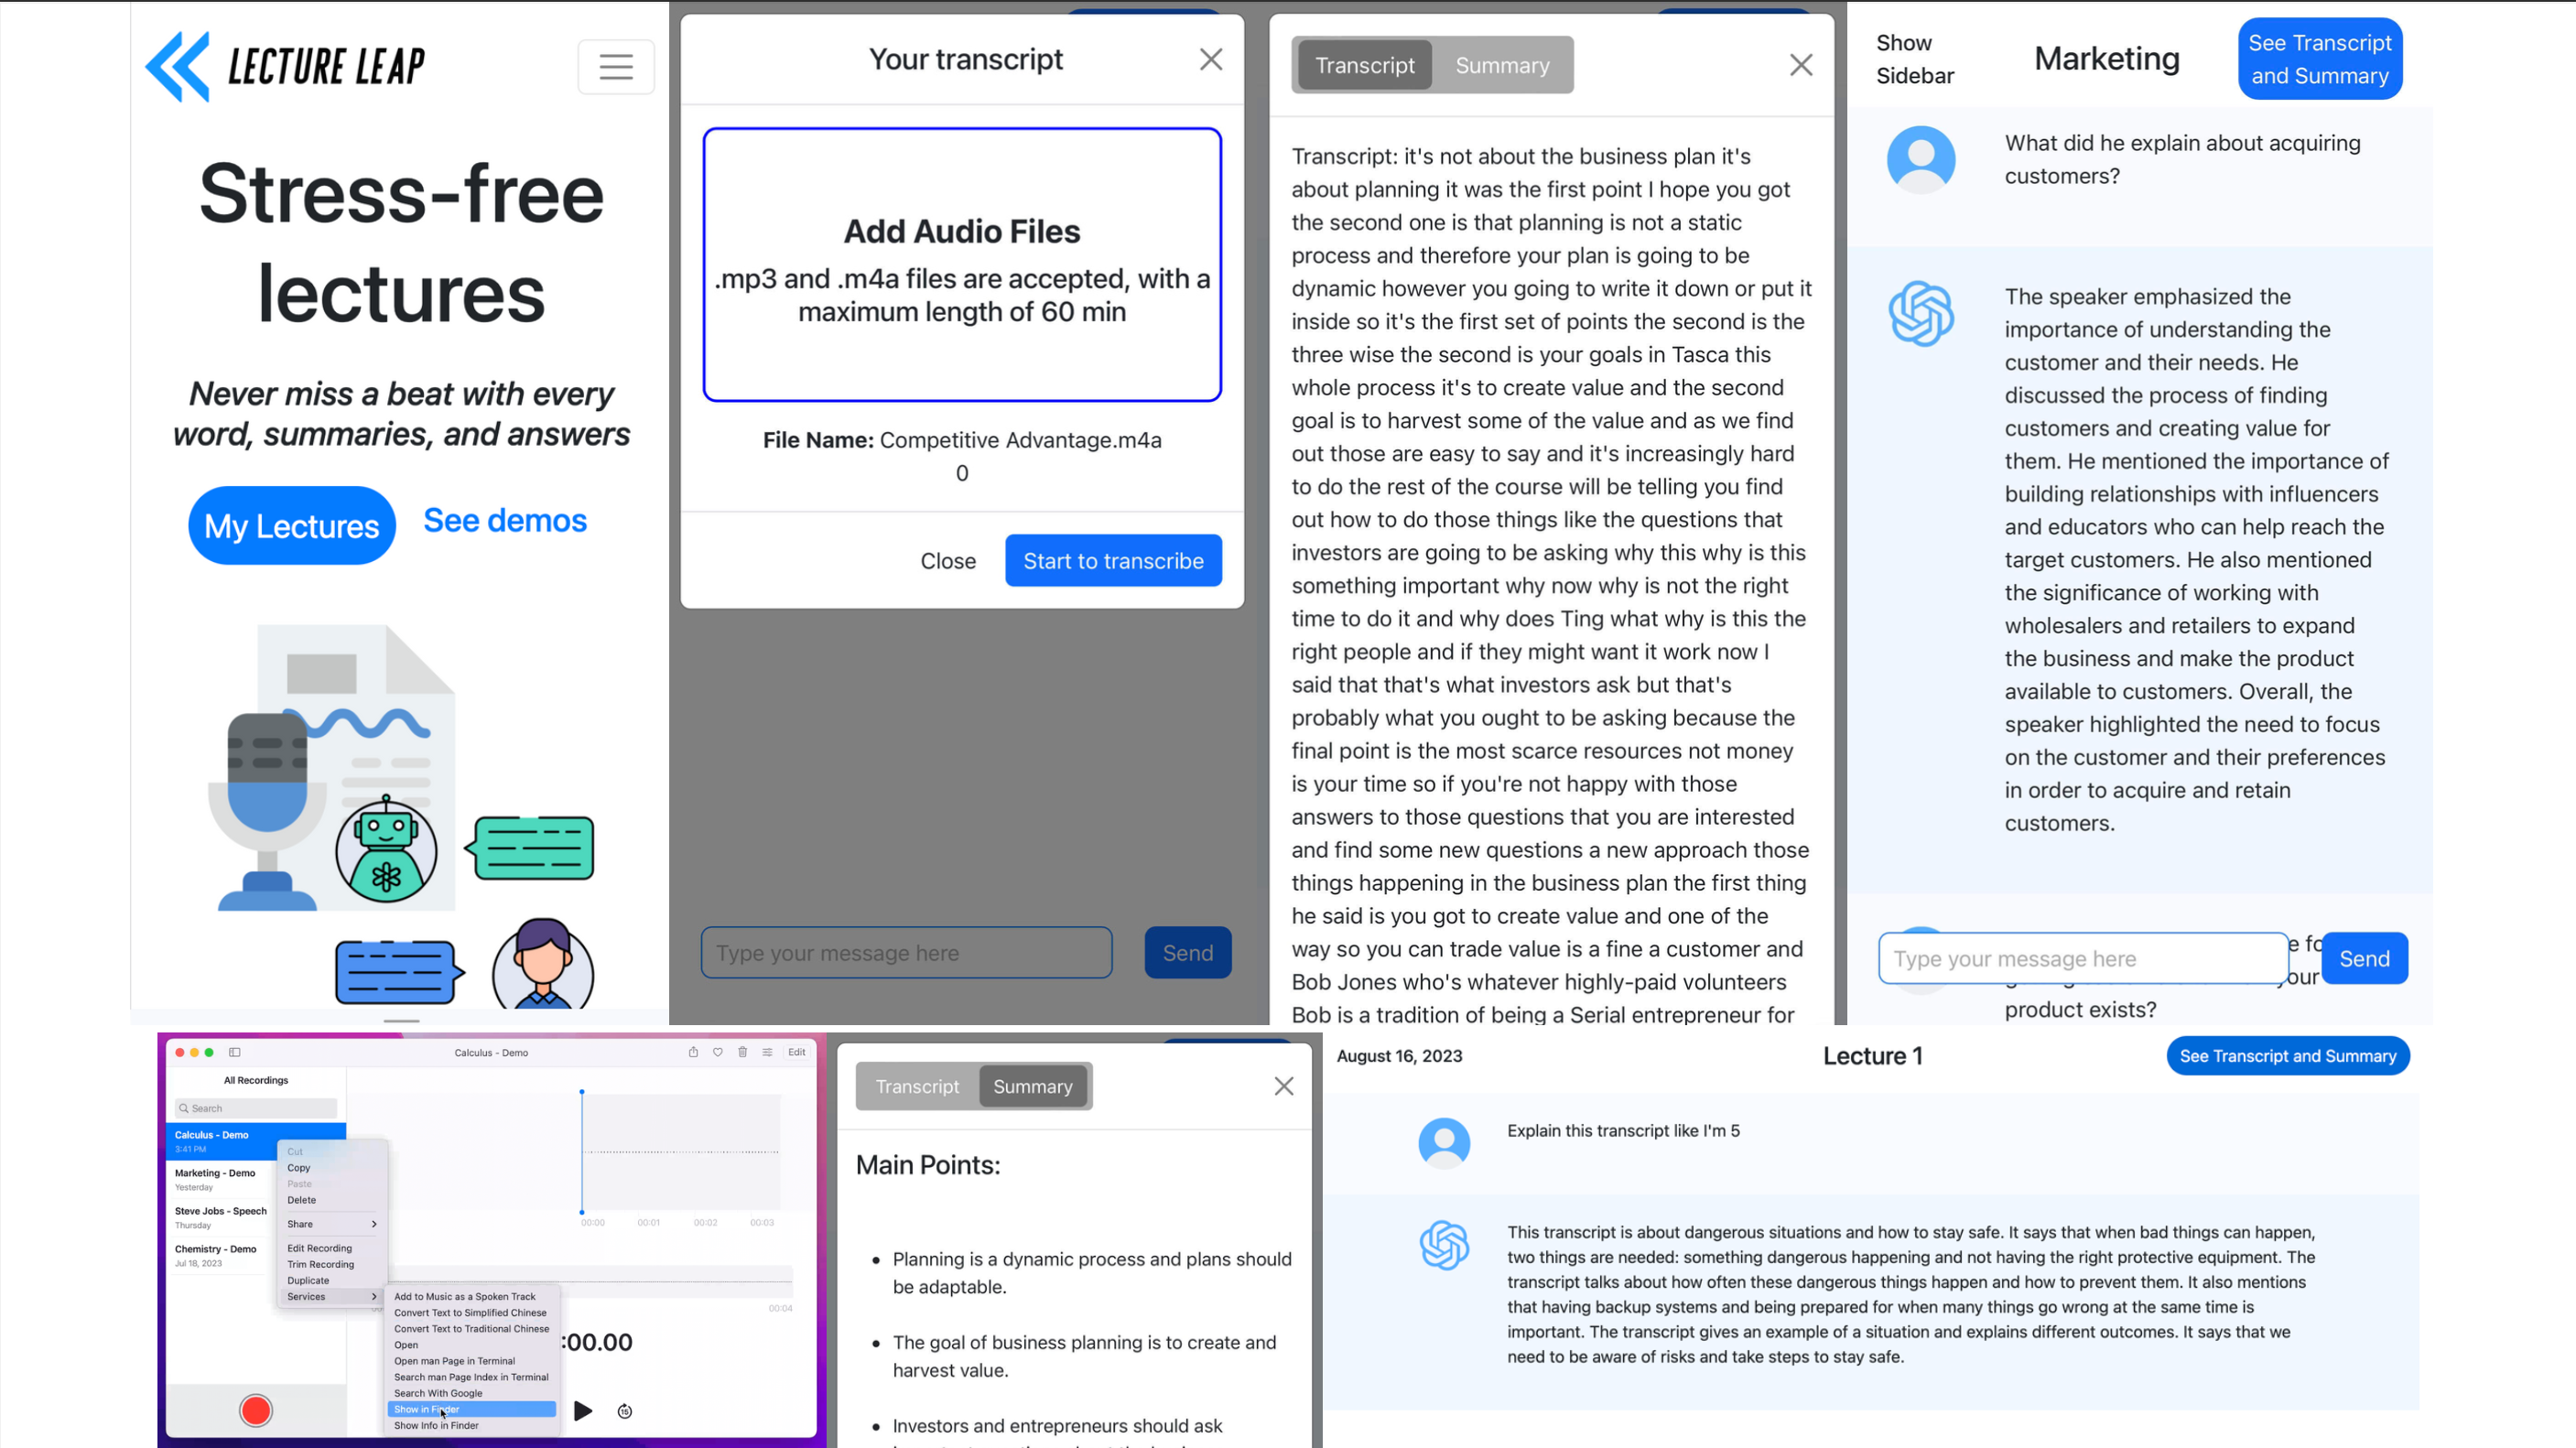 LECTURE LEAP
Stress-free
lectures
Never miss a beat with every
word, summaries, and answers
My Lectures
See demos
Your transcript
Add Audio Files
.mp3 and .m4a files are accepted, with a
maximum length of 60 min
File Name: Competitive Advantage.m4a
0
Close
Start to transcribe
Type your message here
Send
Transcript
Summary
Transcript: it's not about the business plan it's
about planning it was the first point I hope you got
the second one is that planning is not a static
process and therefore your plan is going to be
dynamic however you going to write it down or put it
inside so it's the first set of points the second is the
three wise the second is your goals in Tasca this
whole process it's to create value and the second
goal is to harvest some of the value and as we find
out those are easy to say and it's increasingly hard
to do the rest of the course will be telling you find
out how to do those things like the questions that
investors are going to be asking why this why is this
something important why now why is not the right
time to do it and why does Ting what why is this the
right people and if they might want it work now I
said that that's what investors ask but that's
probably what you ought to be asking because the
final point is the most scarce resources not money
is your time so if you're not happy with those
answers to those questions that you are interested
and find some new questions a new approach those
things happening in the business plan the first thing
he said is you got to create value and one of the
way so you can trade value is a fine a customer and
Bob Jones who's whatever highly-paid volunteers
Bob is a tradition of being a Serial entrepreneur for
Show
Sidebar
Marketing
See Transcript
and Summary
What did he explain about acquiring
customers?
The speaker emphasized the
importance of understanding the
customer and their needs. He
discussed the process of finding
customers and creating value for
them. He mentioned the importance of
building relationships with influencers
and educators who can help reach the
target customers. He also mentioned
the significance of working with
wholesalers and retailers to expand
the business and make the product
available to customers. Overall, the
speaker highlighted the need to focus
on the customer and their preferences
in order to acquire and retain
customers.
Type your message here
Send
product exists?
Calculus - Demo
Edit
All Recordings
Search
Calculus - Demo
3:41 PM
Marketing - Demo
Yesterday
Steve Jobs - Speech
Thursday
Chemistry - Demo
Jul 18, 2023
Cut
Copy
Paste
Delete
Share
Edit Recording
Trim Recording
Duplicate
Services
Add to Music as a Spoken Track
Convert Text to Simplified Chinese
Convert Text to Traditional Chinese
Open
Open man Page in Terminal
Search man Page Index in Terminal
Search With Google
Show in Finder
Show Info in Finder
00:00 00:01 00:02 00:03
00:04
:00.00
15
Transcript
Summary
Main Points:
• Planning is a dynamic process and plans should
be adaptable.
• The goal of business planning is to create and
harvest value.
• Investors and entrepreneurs should ask
August 16, 2023
Lecture 1
See Transcript and Summary
Explain this transcript like I'm 5
This transcript is about dangerous situations and how to stay safe. It says that when bad things can happen,
two things are needed: something dangerous happening and not having the right protective equipment. The
transcript talks about how often these dangerous things happen and how to prevent them. It also mentions
that having backup systems and being prepared for when many things go wrong at the same time is
important. The transcript gives an example of a situation and explains different outcomes. It says that we
need to be aware of risks and take steps to stay safe.